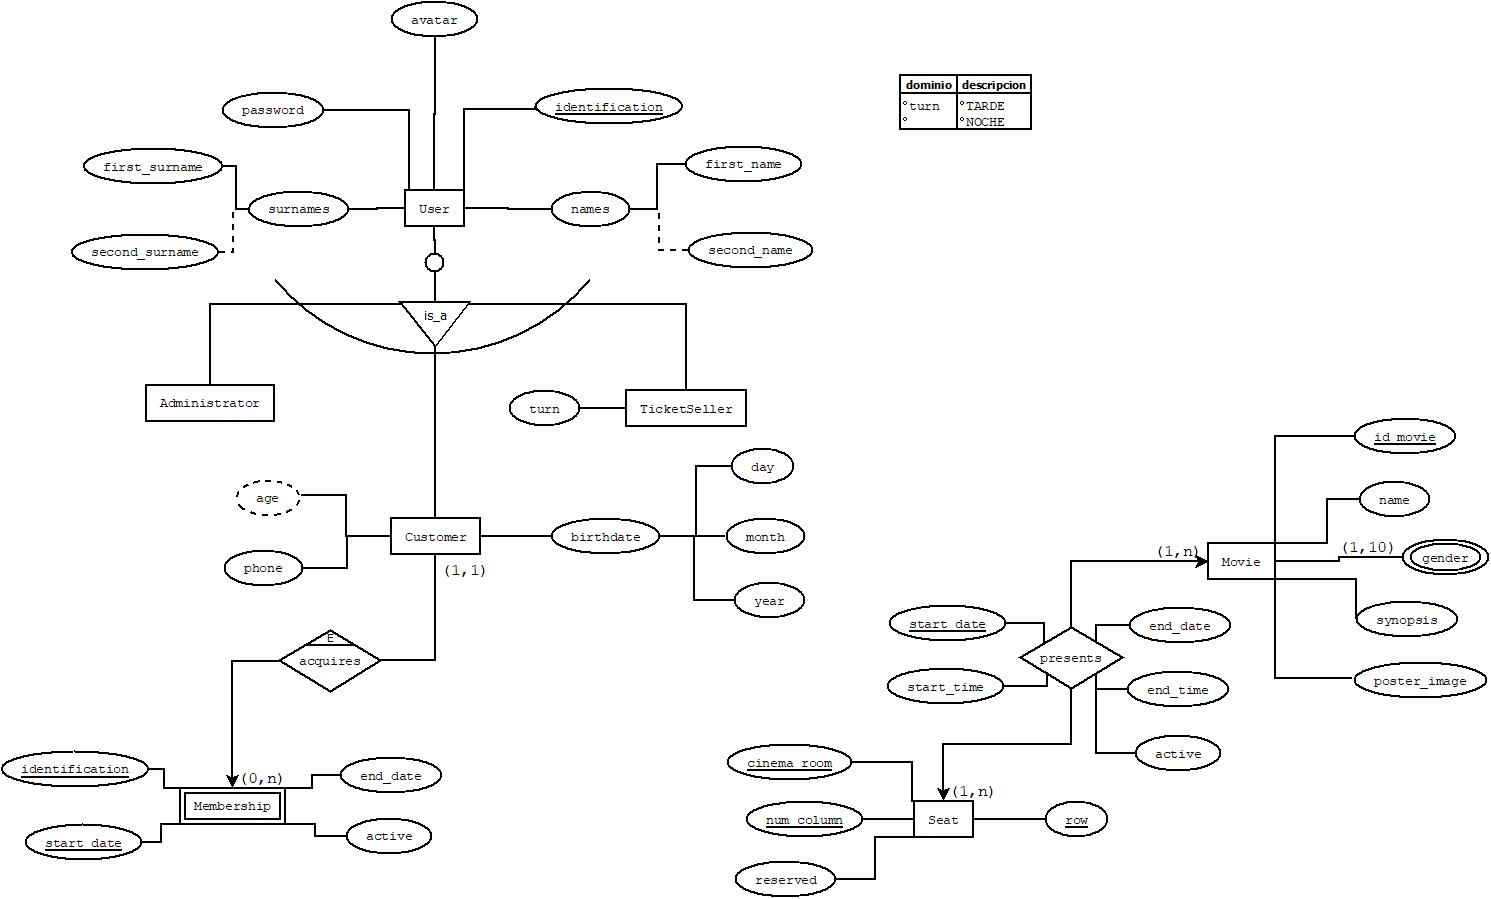 avatar
password
identification
dominio descripcion
turn TARDE
NOCHE
first_surname
first_name
surnames
User
names
second_surname
second_name
is_a
Administrator
turn
TicketSeller
id_movie
day
age
name
Customer
birthdate
month
(1,n)
(1,10)
Movie
gender
phone
(1,1)
year
start_date
end_date
synopsis
E
acquires
presents
start_time
end_time
poster_image
active
identification
(0,n)
end_date
cinema_room
(1,n)
Membership
num_column
Seat
row
start_date
active
reserved